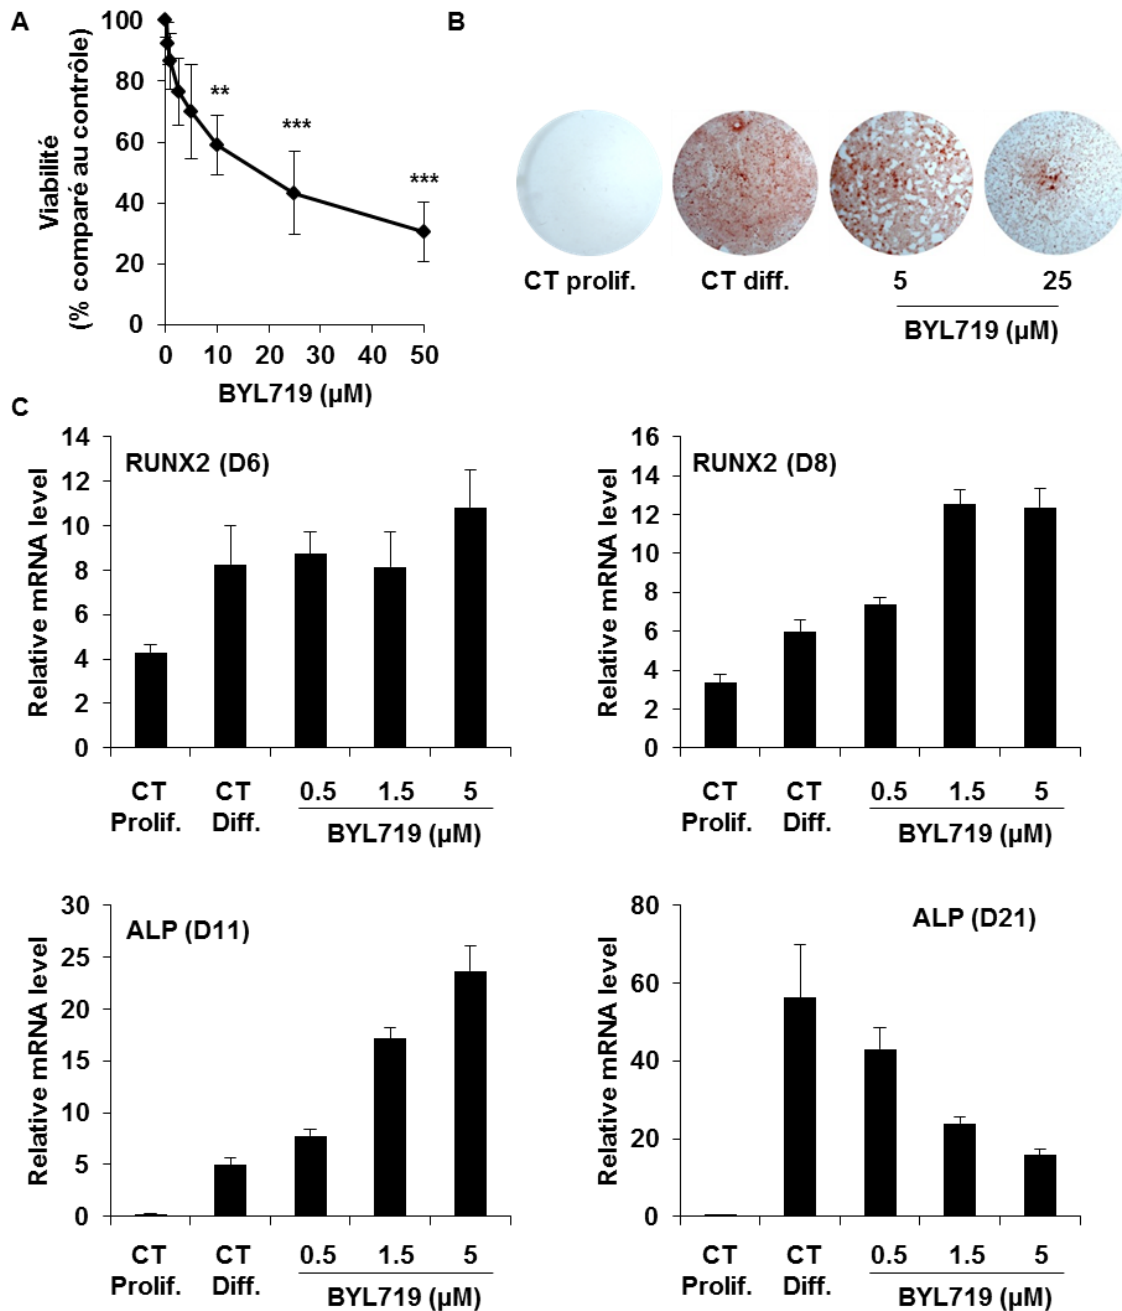 A
Viabilité
(% comparé au contrôle)
100
80
60
40
20
0
**
***
***
0 10 20 30 40 50
BYL719 (µM)
B
CT prolif.
CT diff.
5
25
BYL719 (µM)
C
RUNX2 (D6)
Relative mRNA level
14
12
10
8
6
4
2
0
CT
Prolif.
CT
Diff.
0.5 1.5 5
BYL719 (µM)
RUNX2 (D8)
Relative mRNA level
16
14
12
10
8
6
4
2
0
CT
Prolif.
CT
Diff.
0.5 1.5 5
BYL719 (µM)
ALP (D11)
Relative mRNA level
30
25
20
15
10
5
0
CT
Prolif.
CT
Diff.
0.5 1.5 5
BYL719 (µM)
ALP (D21)
Relative mRNA level
80
60
40
20
0
CT
Prolif.
CT
Diff.
0.5 1.5 5
BYL719 (µM)